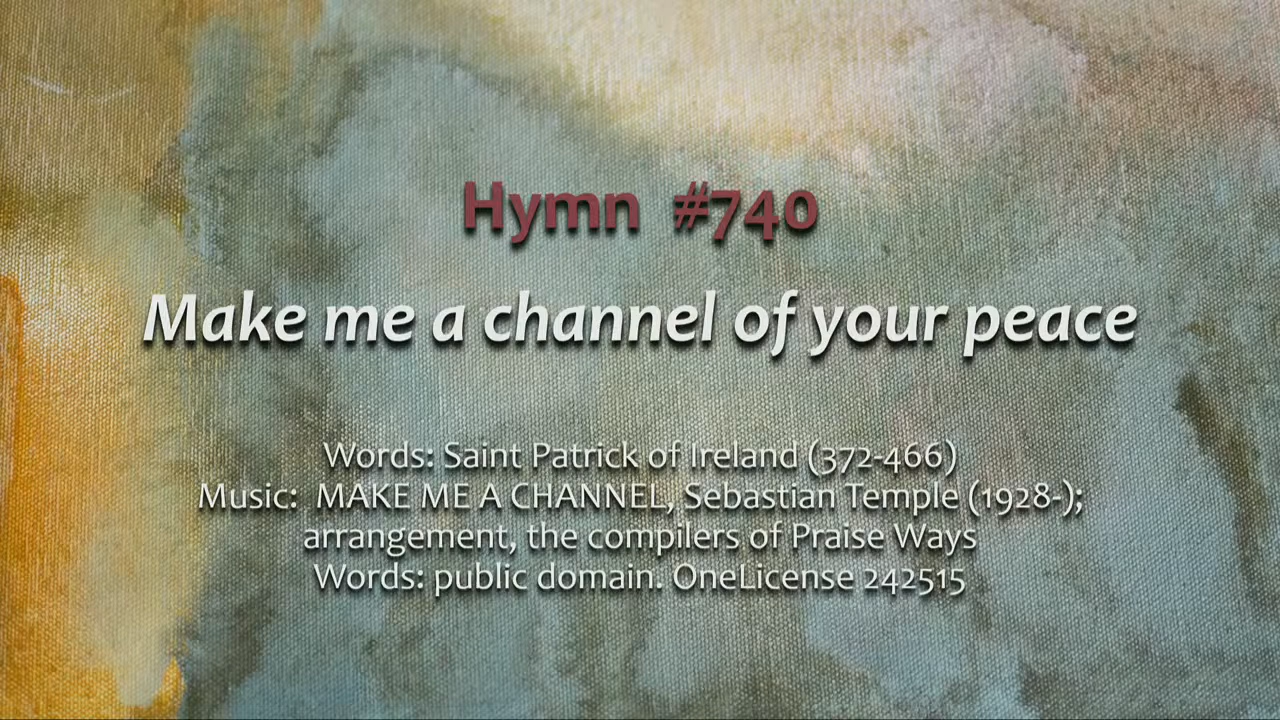 Hymn #740
Make me a channel of your peace
Words: Saint Patrick of Ireland (372-466)
Music: MAKE ME A CHANNEL, Sebastian Temple (1928-);
arrangement, the compilers of Praise Ways
Words: public domain. OneLicense 242515